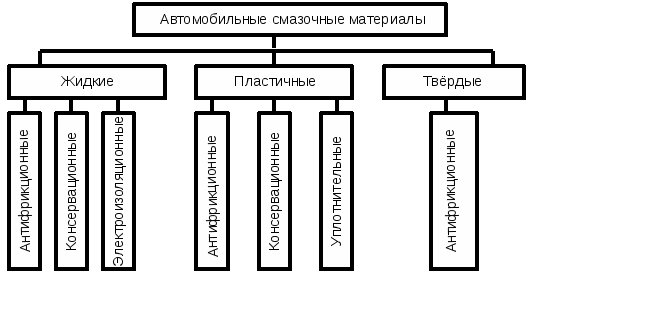 Автомобильные смазочные материалы
Жидкие
Пластичные
Твёрдые
Антифрикционные
Консервационные
Электроизоляционные
Антифрикционные
Консервационные
Уплотнительные
Антифрикционные